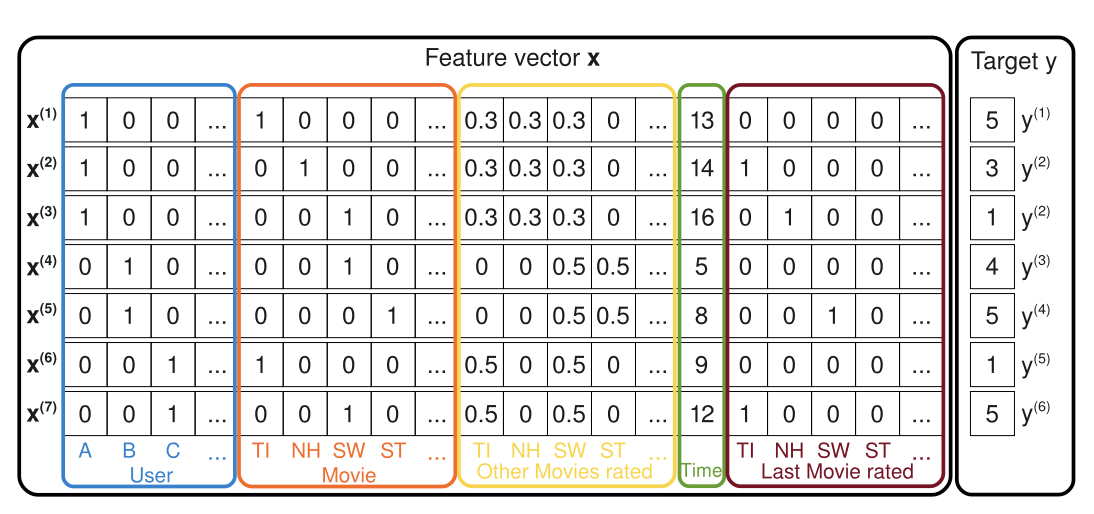 Feature vector x
Target y
x(1) 1 0 0 ... 1 0 0 0 ... 0.3 0.3 0.3 0 ... 13 0 0 0 0 ... 5 y(1)
x(2) 1 0 0 ... 0 1 0 0 ... 0.3 0.3 0.3 0 ... 14 1 0 0 0 ... 3 y(2)
x(3) 1 0 0 ... 0 0 1 0 ... 0.3 0.3 0.3 0 ... 16 0 1 0 0 ... 1 y(2)
x(4) 0 1 0 ... 0 0 1 0 ... 0 0 0.5 0.5 ... 5 0 0 0 0 ... 4 y(3)
x(5) 0 1 0 ... 0 0 0 1 ... 0 0 0.5 0.5 ... 8 0 0 1 0 ... 5 y(4)
x(6) 0 0 1 ... 1 0 0 0 ... 0.5 0 0.5 0 ... 9 0 0 0 0 ... 1 y(5)
x(7) 0 0 1 ... 0 0 1 0 ... 0.5 0 0.5 0 ... 12 1 0 0 0 ... 5 y(6)
A B C ... TI NH SW ST ... TI NH SW ST ... TI NH SW ST ...
User Movie Other Movies rated Time Last Movie rated